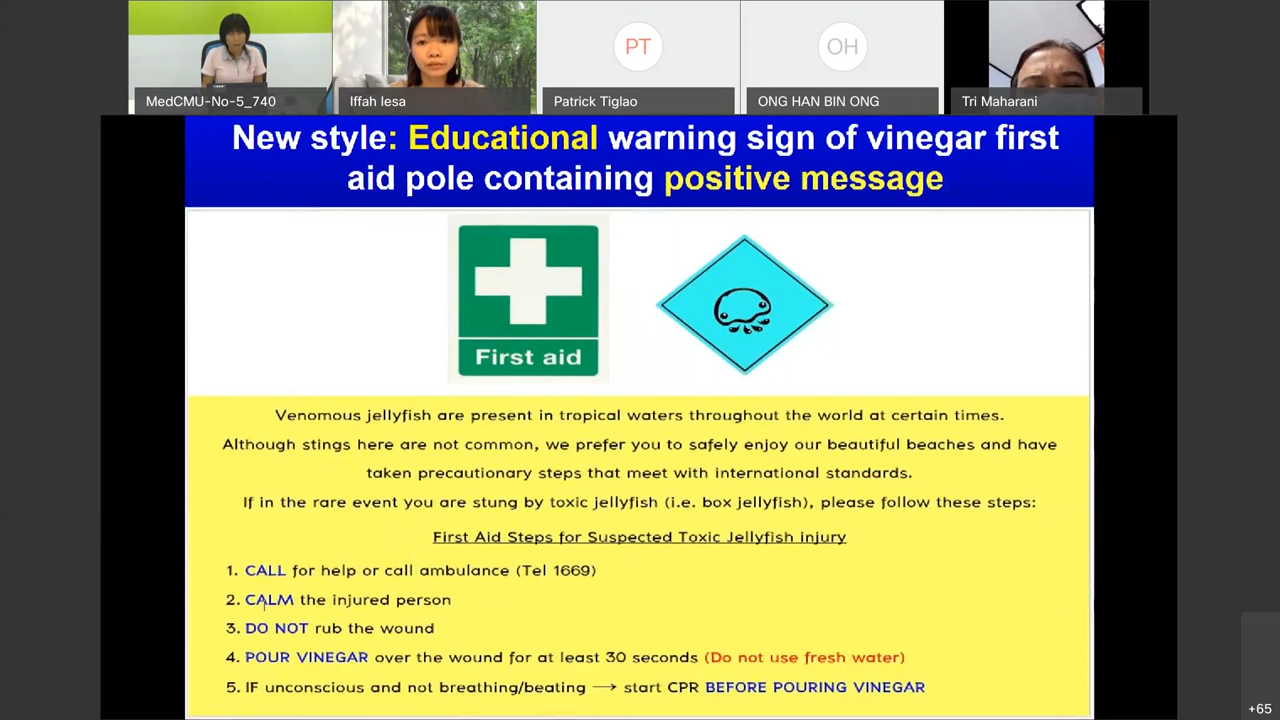 MedCMU-No-5_740
Iffah Iesa
PT
Patrick Tiglao
OH
ONG HAN BIN ONG
Tri Maharani
New style: Educational warning sign of vinegar first
aid pole containing positive message
First aid
Venomous jellyfish are present in tropical waters throughout the world at certain times.
Although stings here are not common, we prefer you to safely enjoy our beautiful beaches and have
taken precautionary steps that meet with international standards.
If in the rare event you are stung by toxic jellyfish (i.e. box jellyfish), please follow these steps:
First Aid Steps for Suspected Toxic Jellyfish injury
1. CALL for help or call ambulance (Tel 1669)
2. CALM the injured person
3. DO NOT rub the wound
4. POUR VINEGAR over the wound for at least 30 seconds (Do not use fresh water)
5. IF unconscious and not breathing/beating → start CPR BEFORE POURING VINEGAR
+65